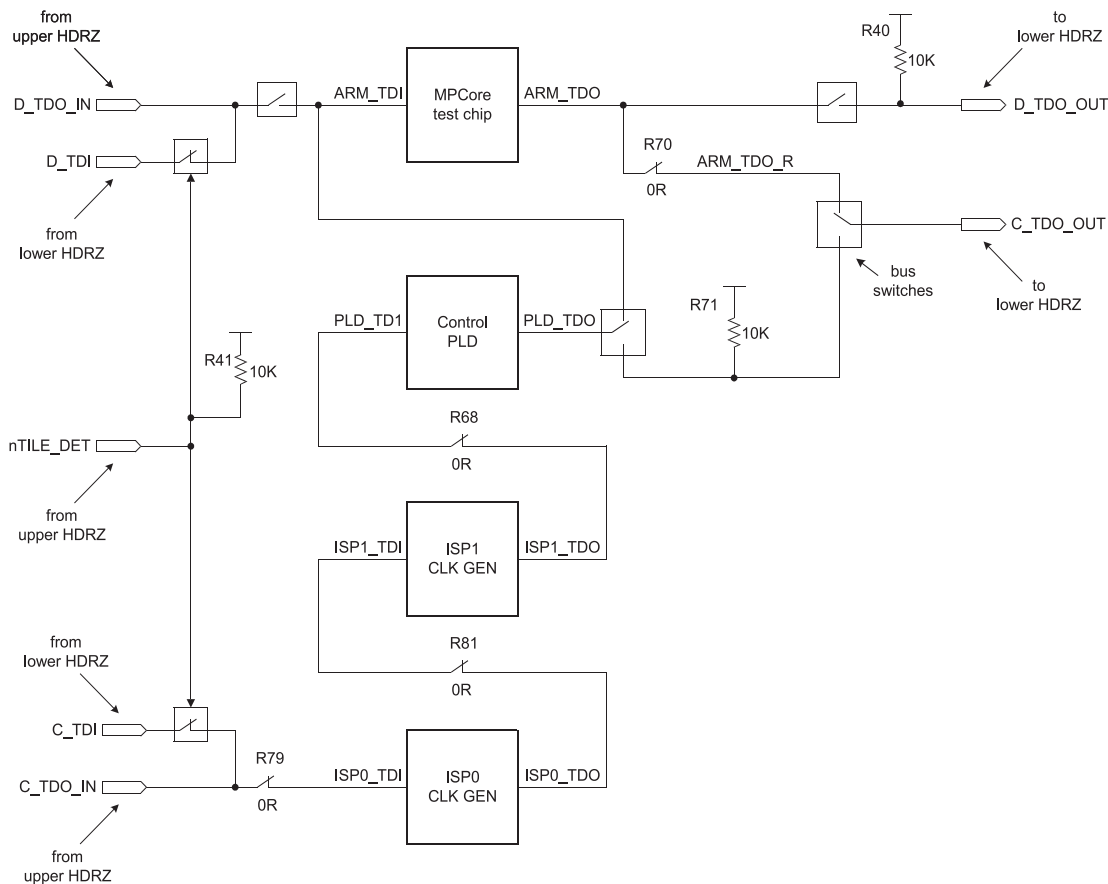 from
upper HDRZ
to
lower HDRZ
R40
10K
D_TDO_IN
ARM_TDI
MPCore
test chip
ARM_TDO
D_TDO_OUT
D_TDI
R70
0R
ARM_TDO_R
from
lower HDRZ
C_TDO_OUT
bus
switches
to
lower HDRZ
R71
10K
PLD_TD1
Control
PLD
PLD_TDO
R41
10K
R68
0R
nTILE_DET
from
upper HDRZ
ISP1_TDI
ISP1
CLK GEN
ISP1_TDO
from
lower HDRZ
R81
0R
C_TDI
R79
0R
C_TDO_IN
ISP0_TDI
ISP0
CLK GEN
ISP0_TDO
from
upper HDRZ